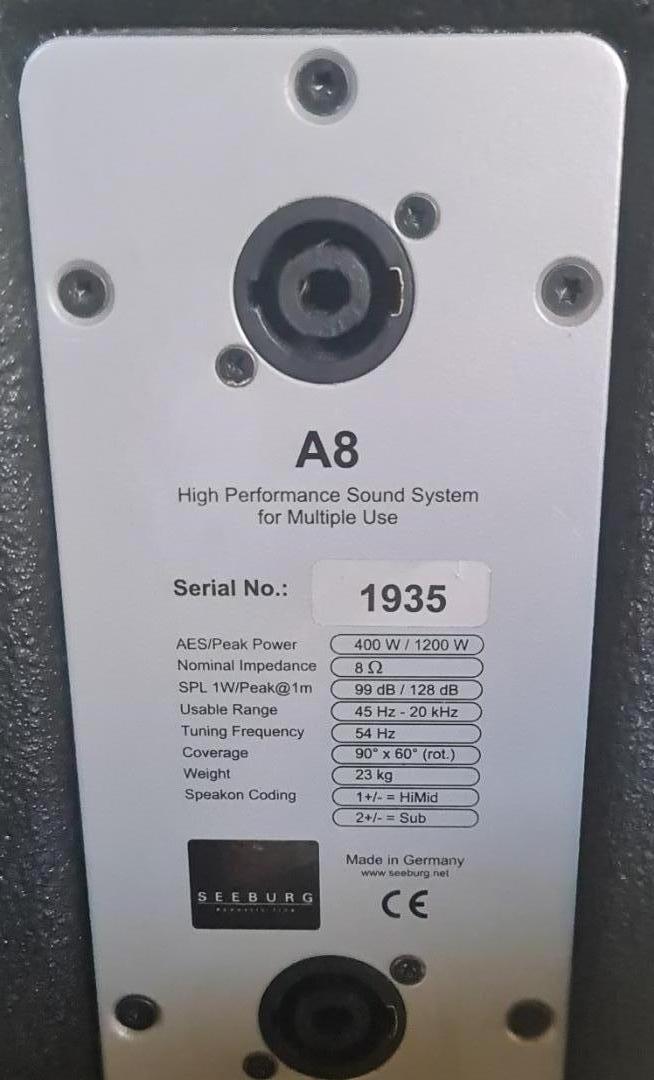 A8
High Performance Sound System
for Multiple Use
Serial No.: 1935
AES/Peak Power 400 W / 1200 W
Nominal Impedance 8 Ω
SPL 1W/Peak@1m 99 dB / 128 dB
Usable Range 45 Hz - 20 kHz
Tuning Frequency 54 Hz
Coverage 90° x 60° (rot.)
Weight 23 kg
Speakon Coding 1+/- = HiMid
2+/- = Sub
Made in Germany
www.seeburg.net
SEEBURG
CE